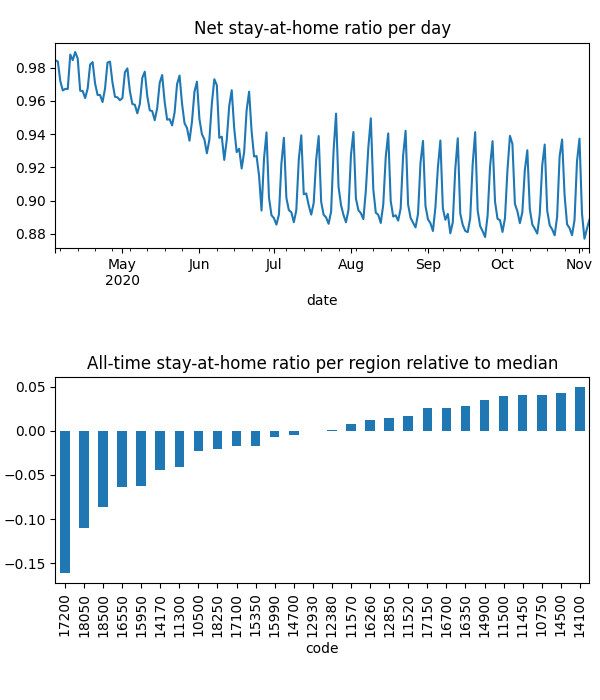 Net stay-at-home ratio per day
0.98
0.96
0.94
0.92
0.90
0.88
May Jun Jul Aug Sep Oct Nov
2020
date
All-time stay-at-home ratio per region relative to median
0.05
0.00
−0.05
−0.10
−0.15
17200 18050 18500 16550 15950 14170 11300 10500 18250 17100 15350 15990 14700 12930 12380 11570 16260 12850 11520 17150 16700 16350 14900 11500 11450 10750 14500 14100
code